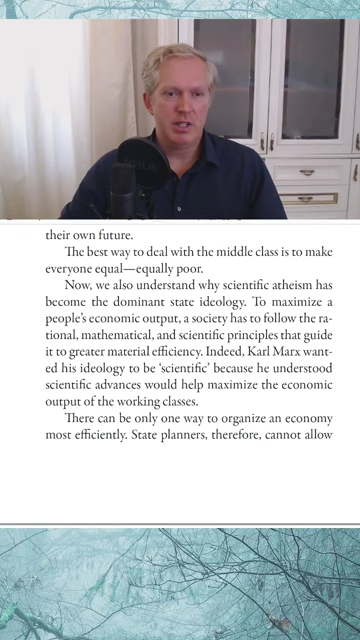 their own future.
The best way to deal with the middle class is to make
everyone equal—equally poor.
Now, we also understand why scientific atheism has
become the dominant state ideology. To maximize a
people's economic output, a society has to follow the ra-
tional, mathematical, and scientific principles that guide
it to greater material efficiency. Indeed, Karl Marx want-
ed his ideology to be 'scientific' because he understood
scientific advances would help maximize the economic
output of the working classes.
There can be only one way to organize an economy
most efficiently. State planners, therefore, cannot allow